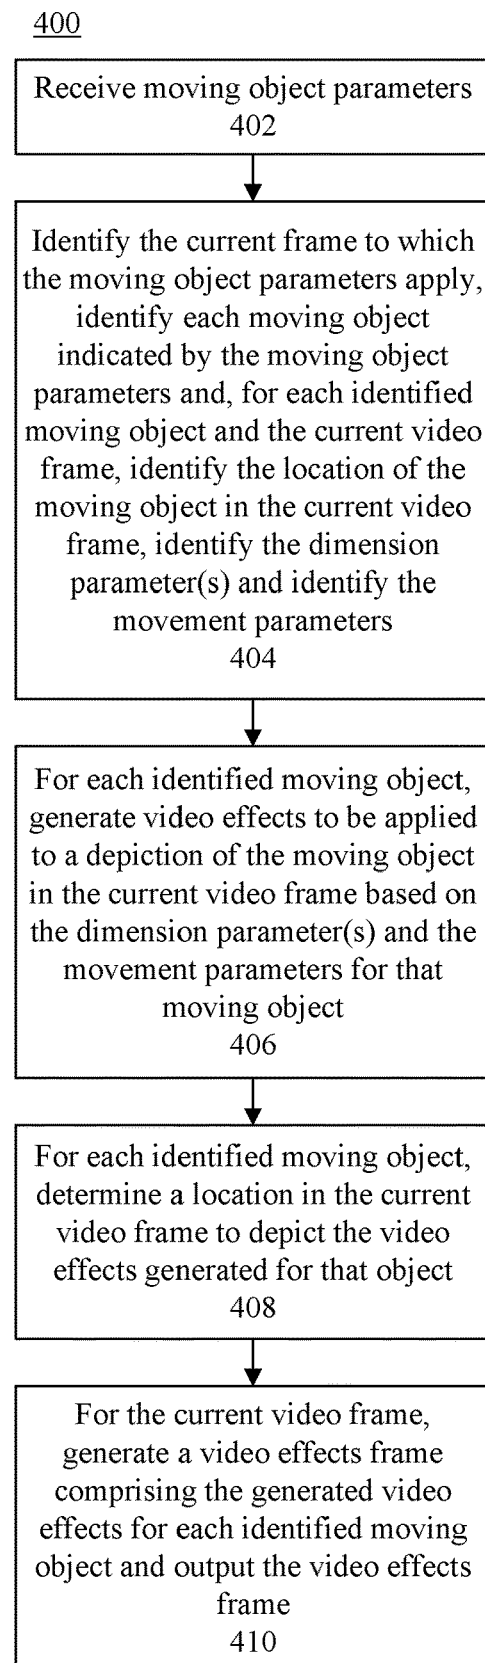 400
Receive moving object parameters
402
Identify the current frame to which
the moving object parameters apply,
identify each moving object
indicated by the moving object
parameters and, for each identified
moving object and the current video
frame, identify the location of the
moving object in the current video
frame, identify the dimension
parameter(s) and identify the
movement parameters
404
For each identified moving object,
generate video effects to be applied
to a depiction of the moving object
in the current video frame based on
the dimension parameter(s) and the
movement parameters for that
moving object
406
For each identified moving object,
determine a location in the current
video frame to depict the video
effects generated for that object
408
For the current video frame,
generate a video effects frame
comprising the generated video
effects for each identified moving
object and output the video effects
frame
410